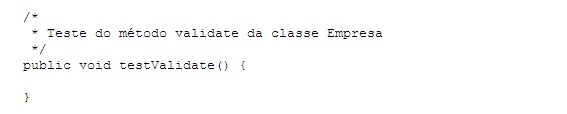 /*
 * Teste do método validate da classe Empresa
 */
public void testValidate() {
}